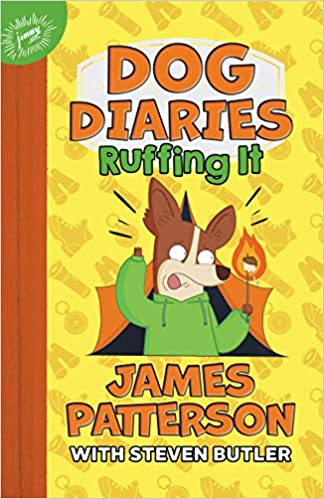 jimmy
DOG
DIARIES
Ruffing It
JAMES
PATTERSON
WITH STEVEN BUTLER